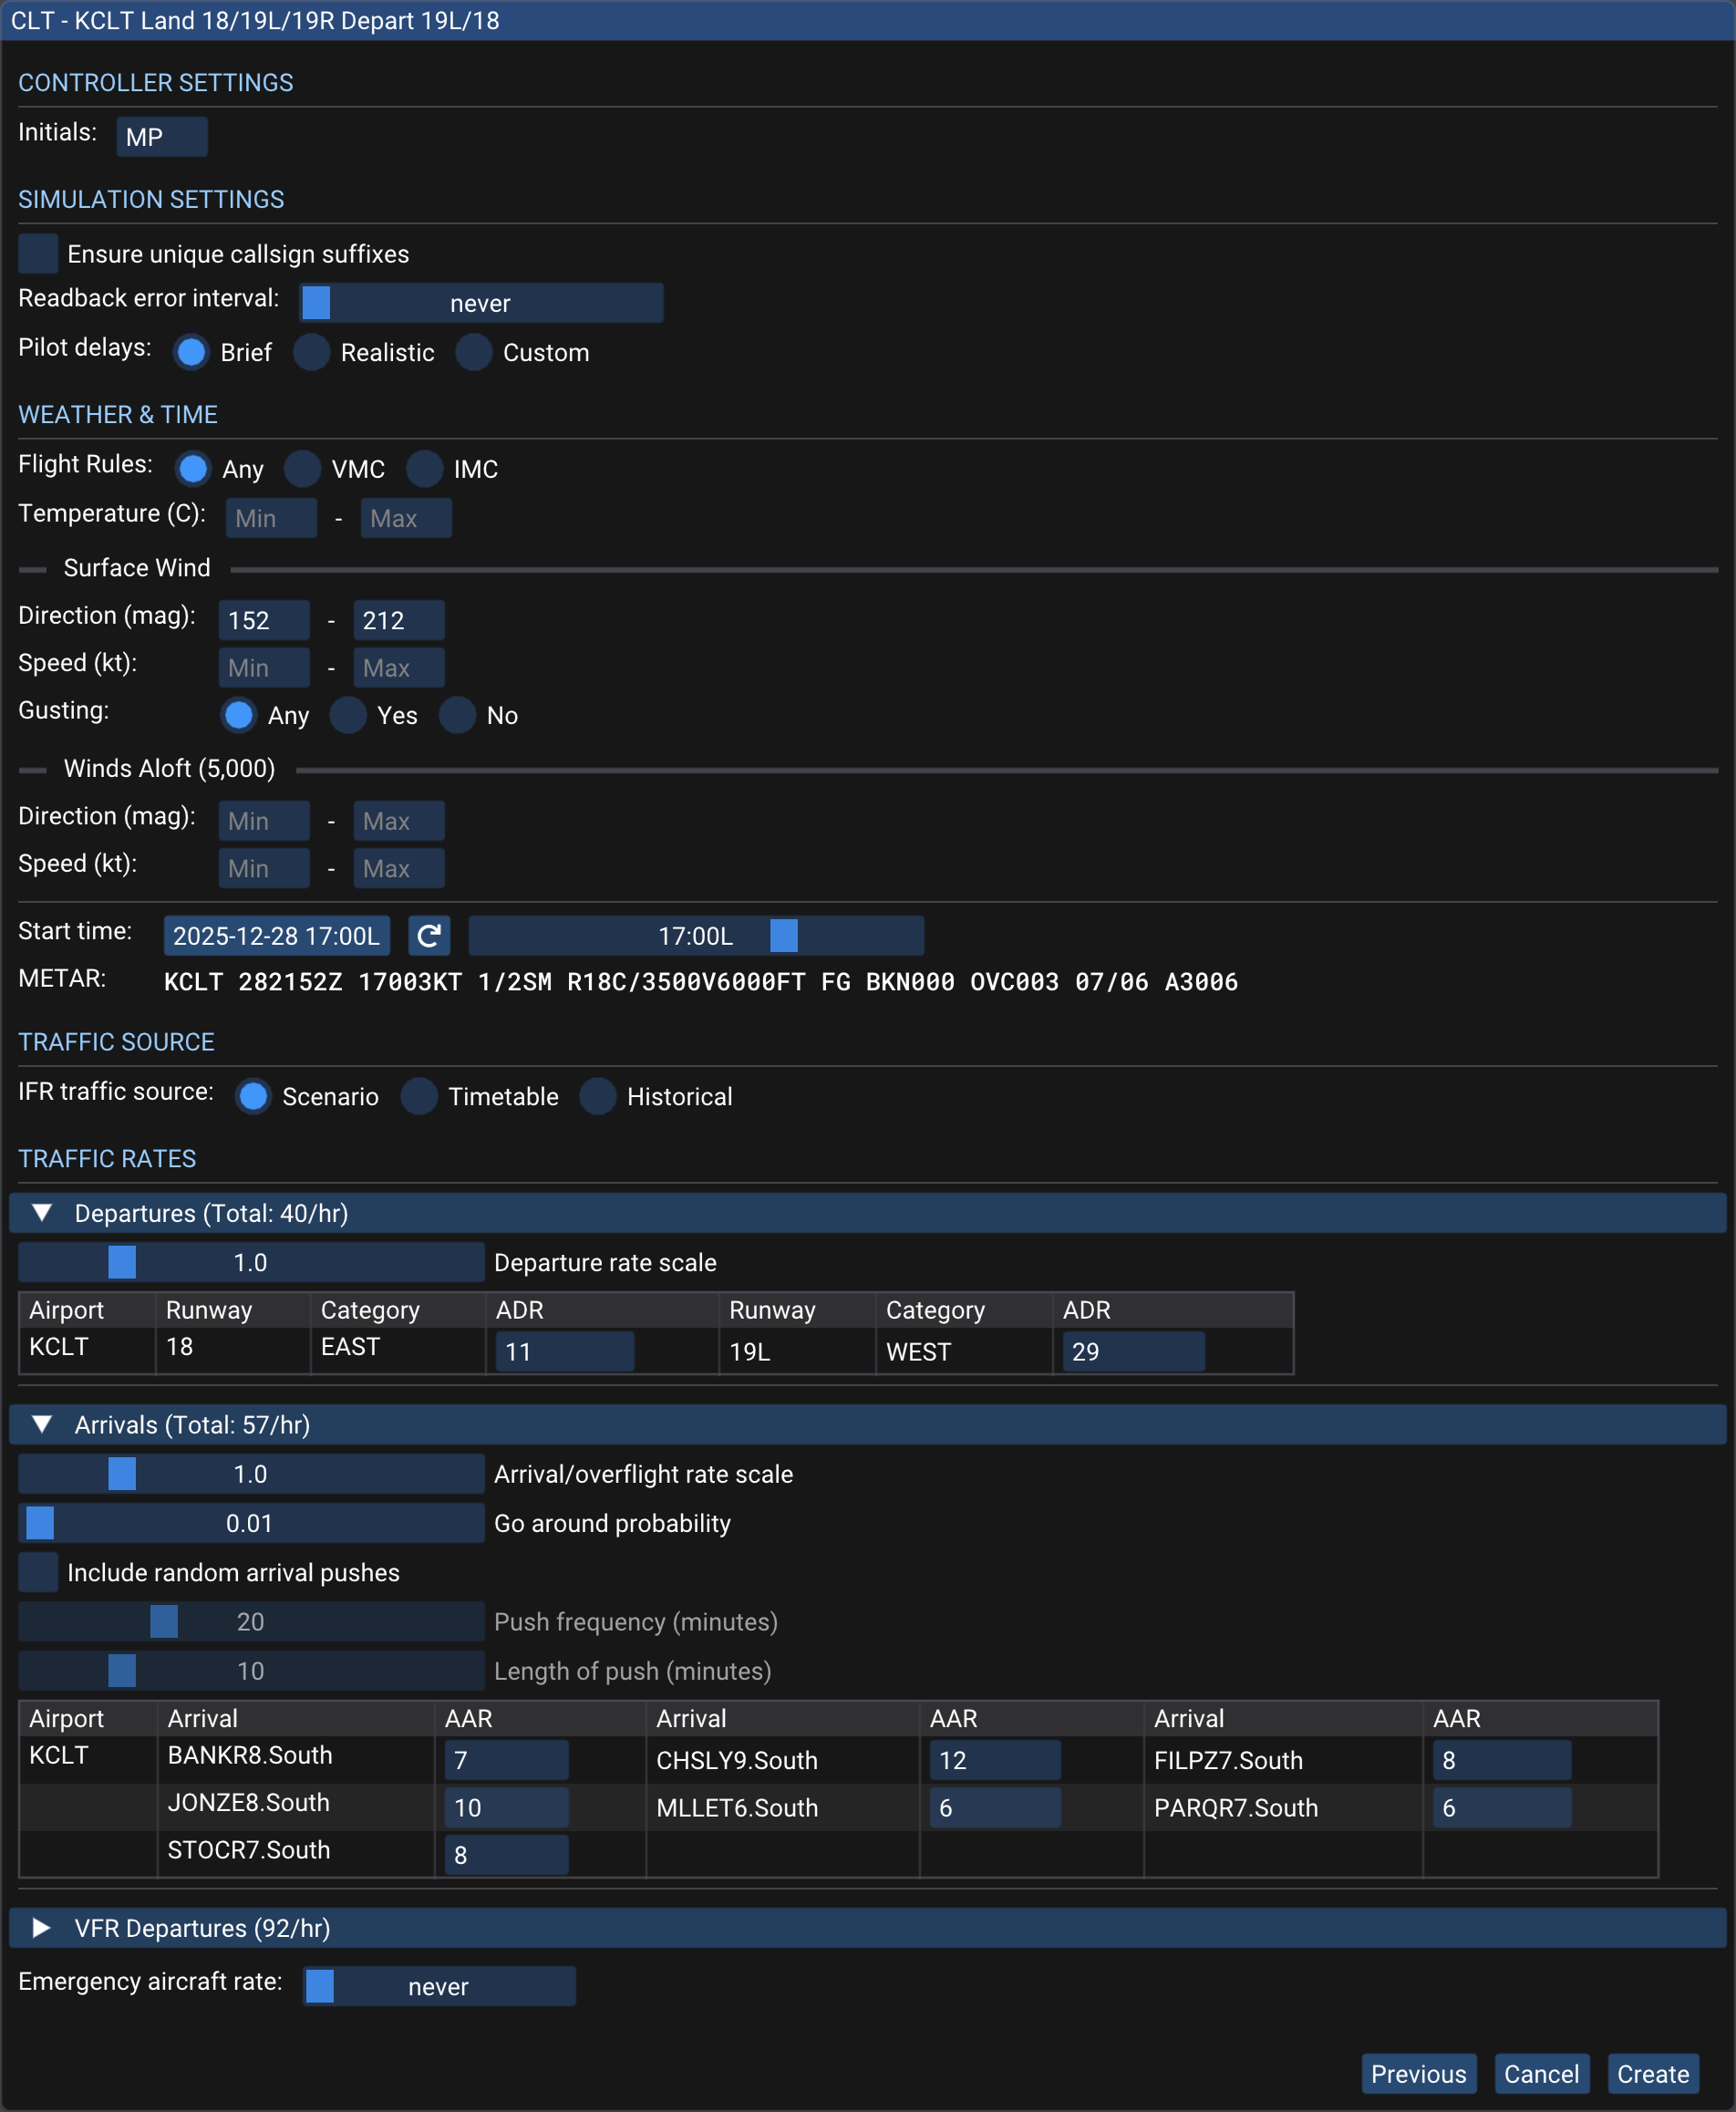 CLT - KCLT Land 18/19L/19R Depart 19L/18
CONTROLLER SETTINGS
Initials: MP
SIMULATION SETTINGS
Ensure unique callsign suffixes
Readback error interval: never
Pilot delays: Brief Realistic Custom
WEATHER & TIME
Flight Rules: Any VMC IMC
Temperature (C): Min - Max
Surface Wind
Direction (mag): 152 - 212
Speed (kt): Min - Max
Gusting: Any Yes No
Winds Aloft (5,000)
Direction (mag): Min - Max
Speed (kt): Min - Max
Start time: 2025-12-28 17:00L 17:00L
METAR: KCLT 282152Z 17003KT 1/2SM R18C/3500V6000FT FG BKN000 OVC003 07/06 A3006
TRAFFIC SOURCE
IFR traffic source: Scenario Timetable Historical
TRAFFIC RATES
Departures (Total: 40/hr)
1.0 Departure rate scale
Airport Runway Category ADR Runway Category ADR
KCLT 18 EAST 11 19L WEST 29
Arrivals (Total: 57/hr)
1.0 Arrival/overflight rate scale
0.01 Go around probability
Include random arrival pushes
20 Push frequency (minutes)
10 Length of push (minutes)
Airport Arrival AAR Arrival AAR Arrival AAR
KCLT BANKR8.South 7 CHSLY9.South 12 FILPZ7.South 8
JONZE8.South 10 MLLET6.South 6 PARQR7.South 6
STOCR7.South 8
VFR Departures (92/hr)
Emergency aircraft rate: never
Previous Cancel Create